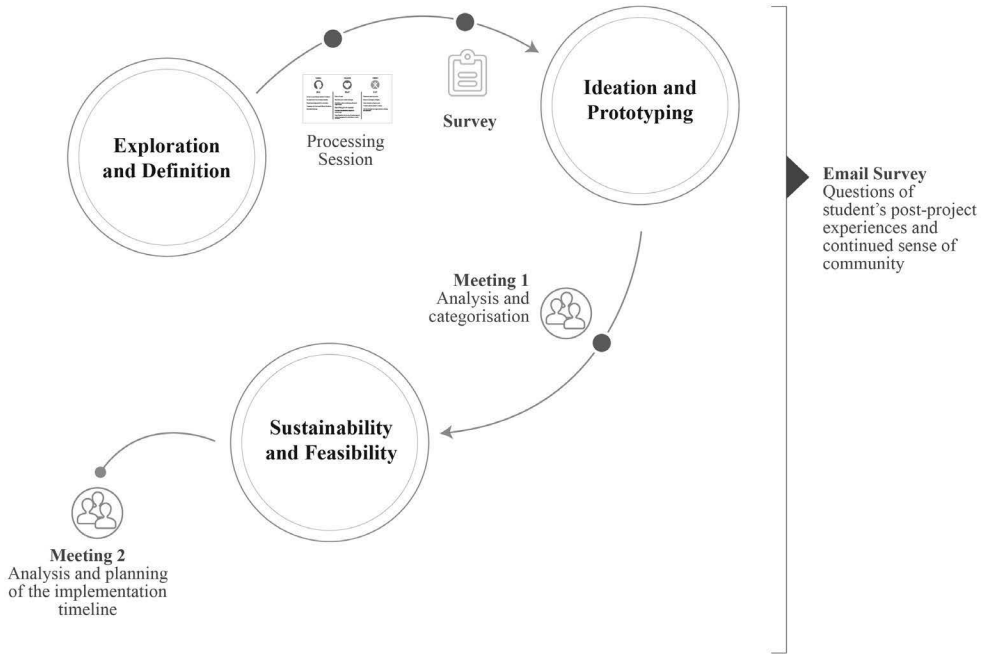 Exploration
and Definition
Processing
Session
Survey
Ideation and
Prototyping
Meeting 1
Analysis and
categorisation
Sustainability
and Feasibility
Meeting 2
Analysis and planning
of the implementation
timeline
Email Survey
Questions of
student’s post-project
experiences and
continued sense of
community